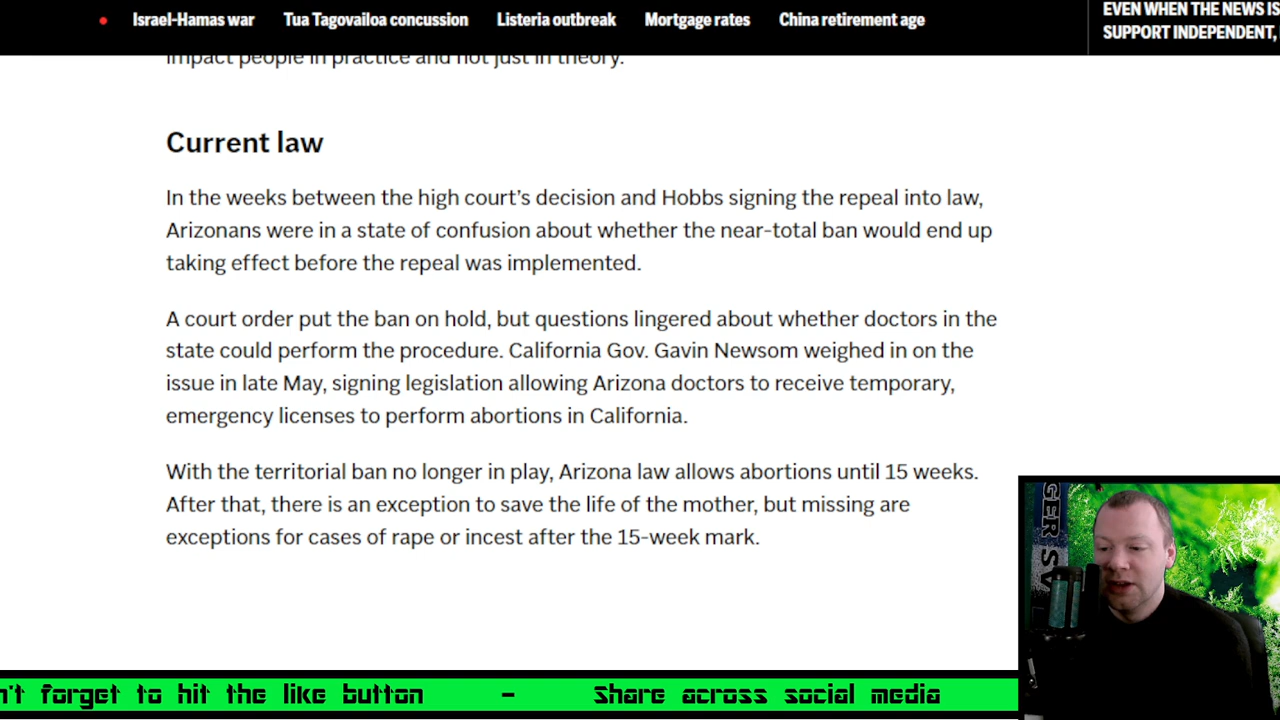 Israel-Hamas war Tua Tagovailoa concussion Listeria outbreak Mortgage rates China retirement age
EVEN WHEN THE NEWS IS
SUPPORT INDEPENDENT,
impact people in practice and not just in theory.
Current law
In the weeks between the high court’s decision and Hobbs signing the repeal into law,
Arizonans were in a state of confusion about whether the near-total ban would end up
taking effect before the repeal was implemented.
A court order put the ban on hold, but questions lingered about whether doctors in the
state could perform the procedure. California Gov. Gavin Newsom weighed in on the
issue in late May, signing legislation allowing Arizona doctors to receive temporary,
emergency licenses to perform abortions in California.
With the territorial ban no longer in play, Arizona law allows abortions until 15 weeks.
After that, there is an exception to save the life of the mother, but missing are
exceptions for cases of rape or incest after the 15-week mark.
GER SV
n't forget to hit the like button - Share across social media